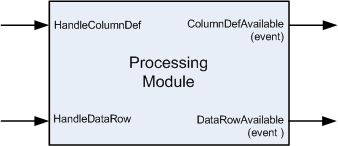 HandleColumnDef
ColumnDefAvailable
(event)
Processing
Module
HandleDataRow
DataRowAvailable
(event )